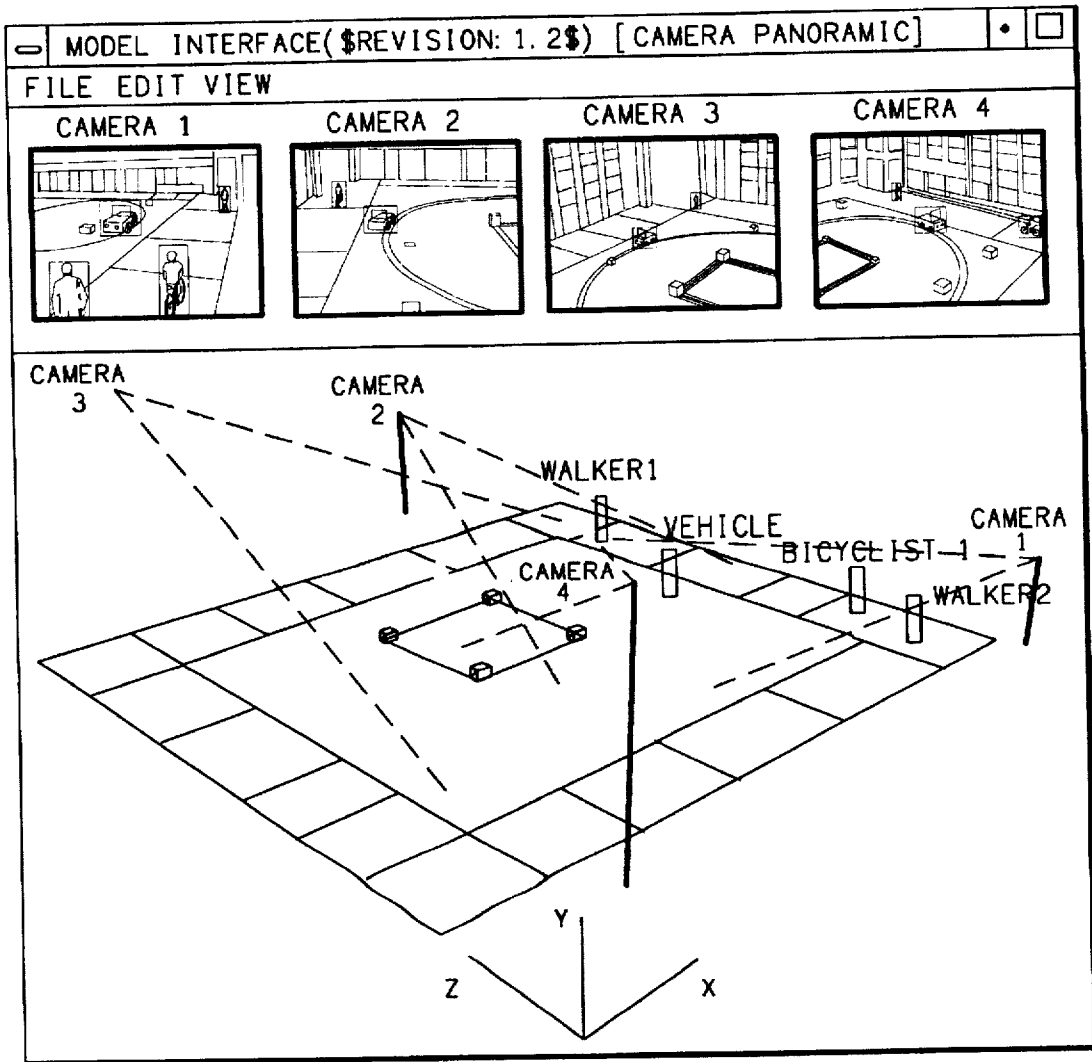 MODEL INTERFACE($REVISION: 1. 2$) [CAMERA PANORAMIC]
FILE EDIT VIEW
CAMERA 1
CAMERA 2
CAMERA 3
CAMERA 4
CAMERA
3
CAMERA
2
WALKER1
VEHICLE
CAMERA
1
BICYCLIST 1
CAMERA
4
WALKER2
Y
Z
X